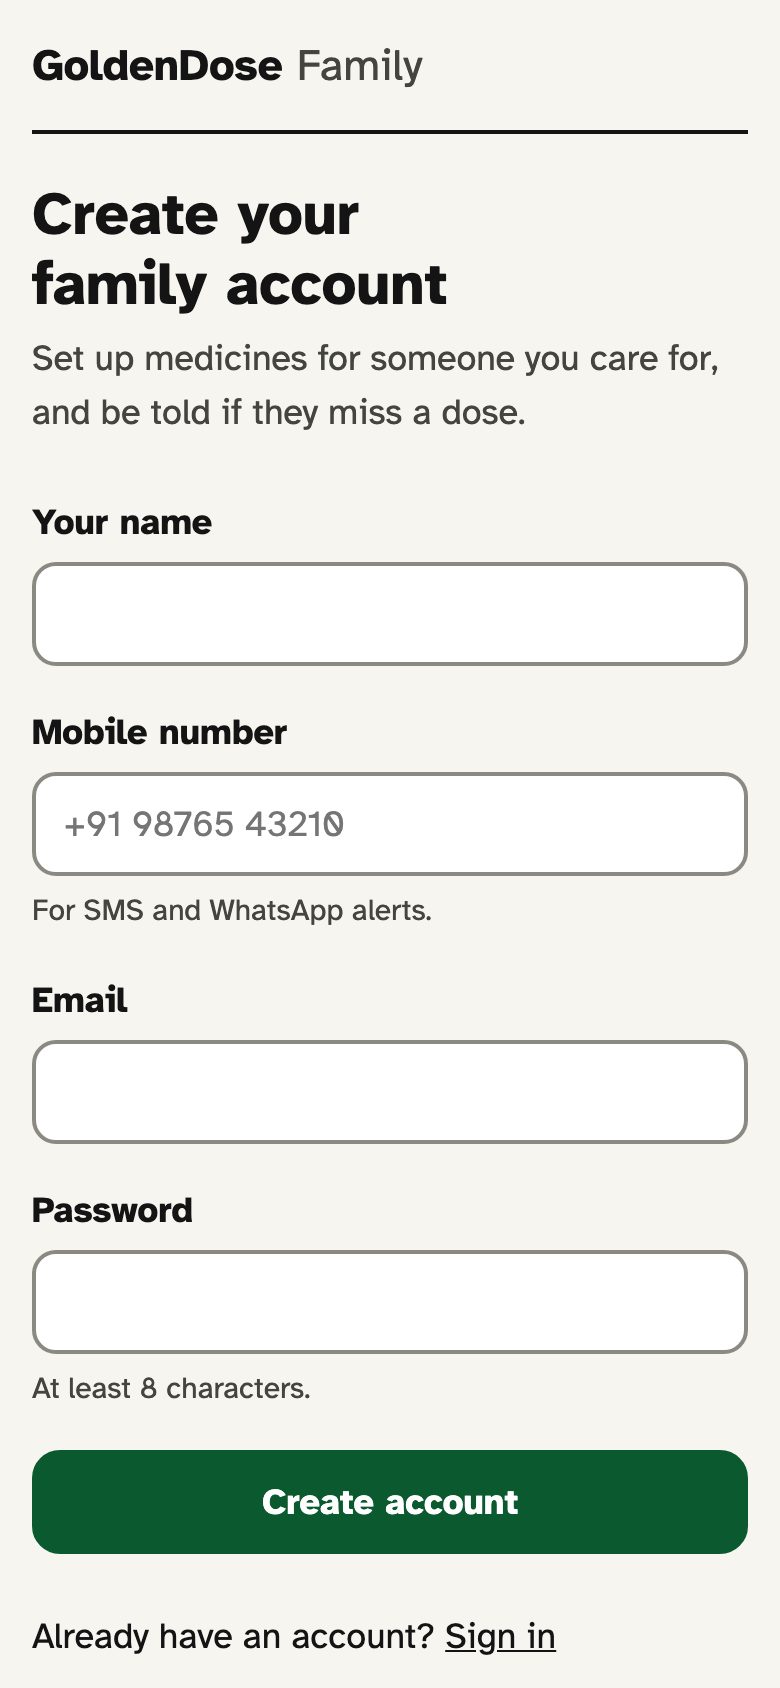 GoldenDose Family
Create your
family account
Set up medicines for someone you care for,
and be told if they miss a dose.
Your name
Mobile number
+91 98765 43210
For SMS and WhatsApp alerts.
Email
Password
At least 8 characters.
Create account
Already have an account? Sign in